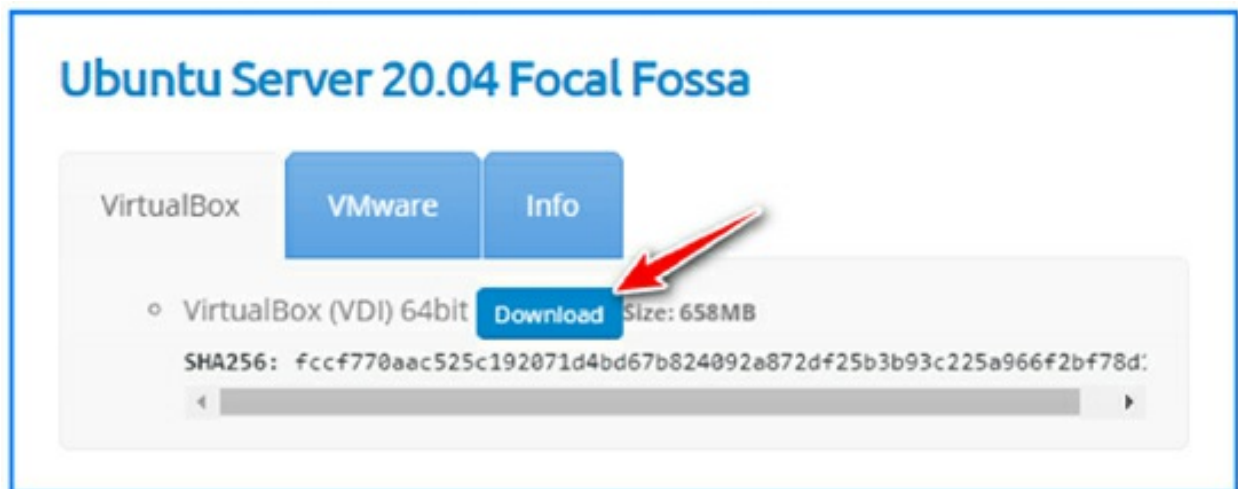 Ubuntu Server 20.04 Focal Fossa
VirtualBox VMware Info
VirtualBox (VDI) 64bit Download Size: 658MB
SHA256: fccf770aac525c192071d4bd67b824092a872df25b3b93c225a966f2bf78d